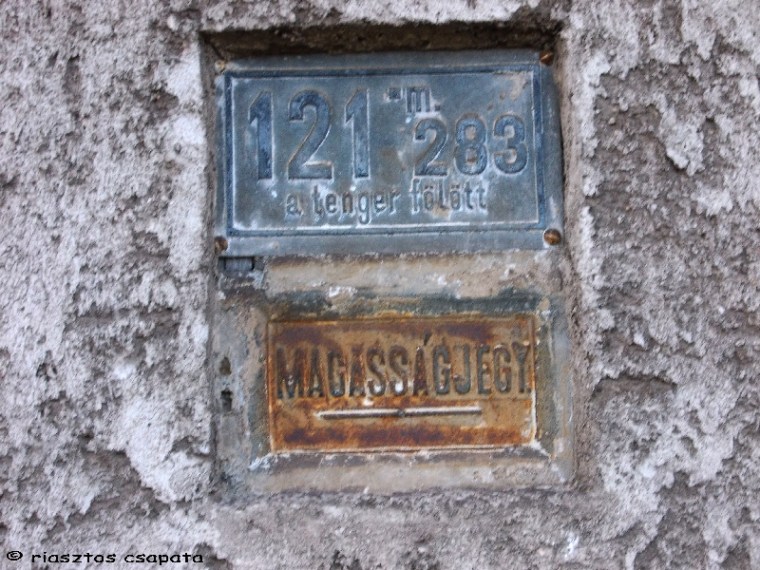 121 m. 283
a tenger fölött
MAGASSÁGJEGY.
© riasztos csapata